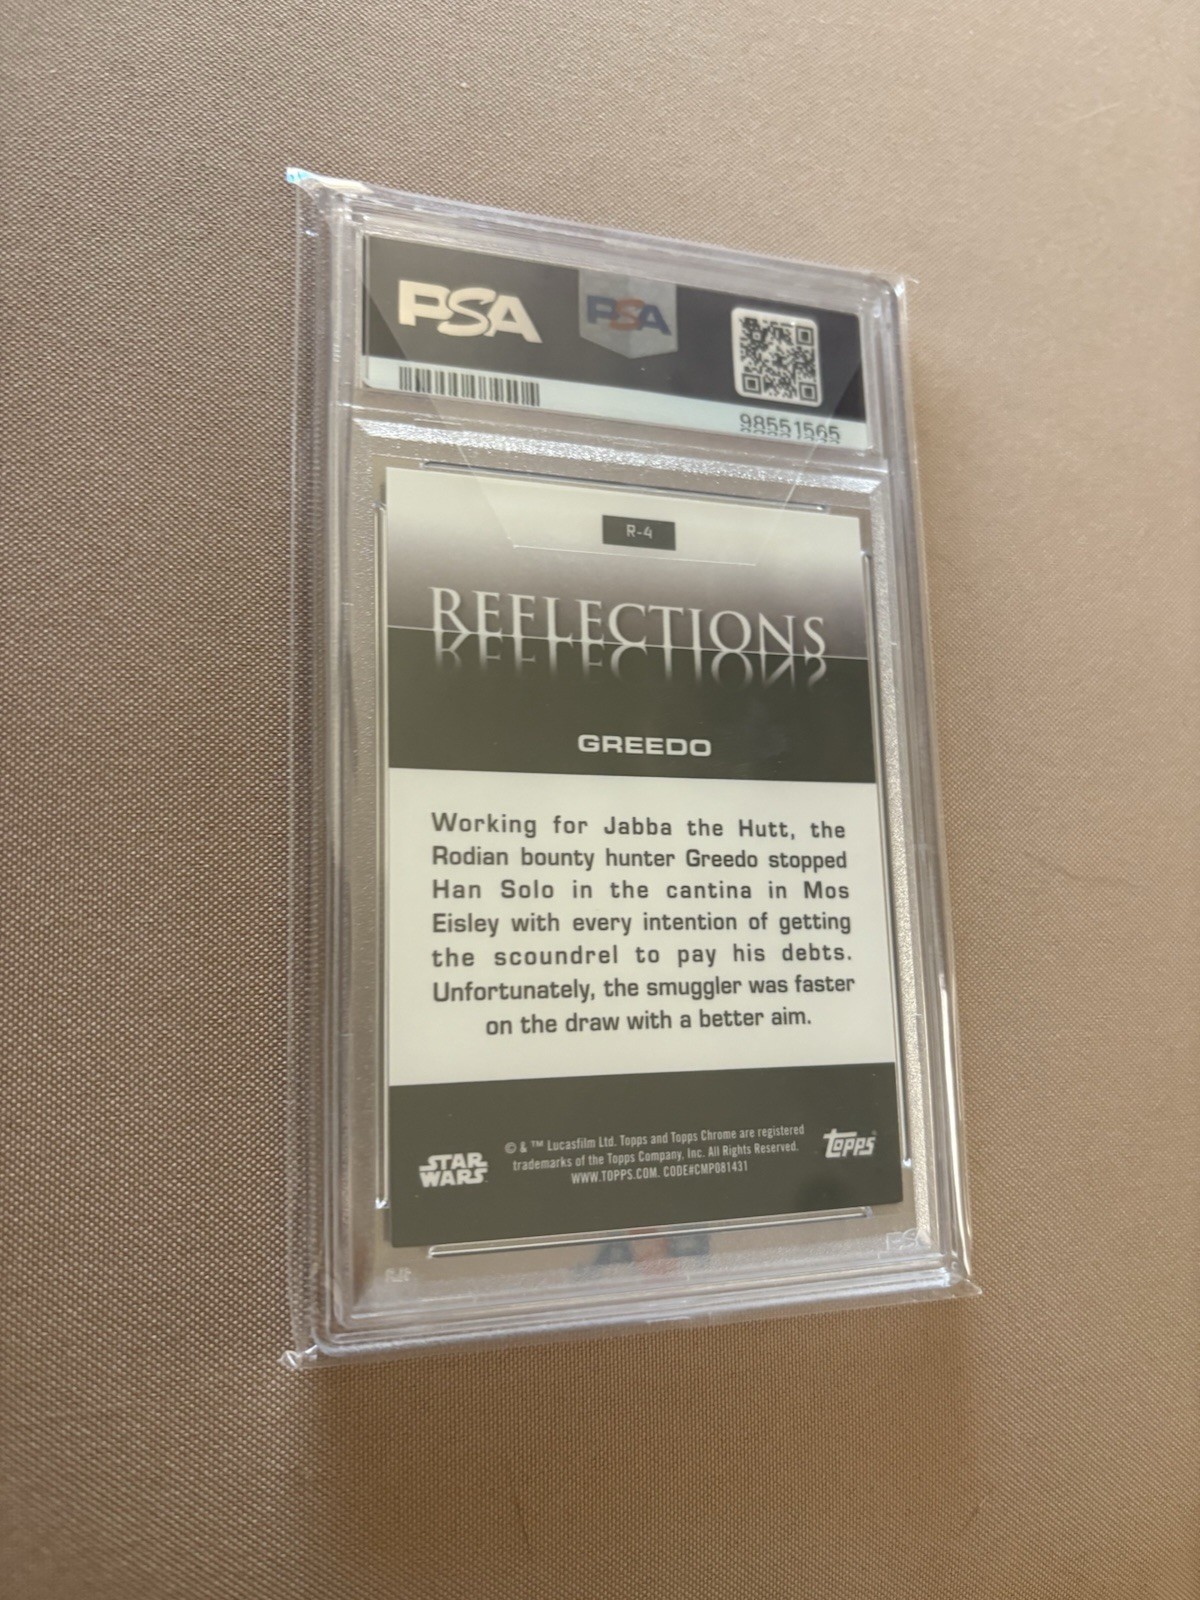 PSA
PSA
98551565
R-4
REFLECTIONS
GREEDO
Working for Jabba the Hutt, the
Rodian bounty hunter Greedo stopped
Han Solo in the cantina in Mos
Eisley with every intention of getting
the scoundrel to pay his debts.
Unfortunately, the smuggler was faster
on the draw with a better aim.
STAR
WARS
© & ™ Lucasfilm Ltd. Topps and Topps Chrome are registered
trademarks of the Topps Company, Inc. All Rights Reserved.
WWW.TOPPS.COM. CODE#CMP081431
Topps